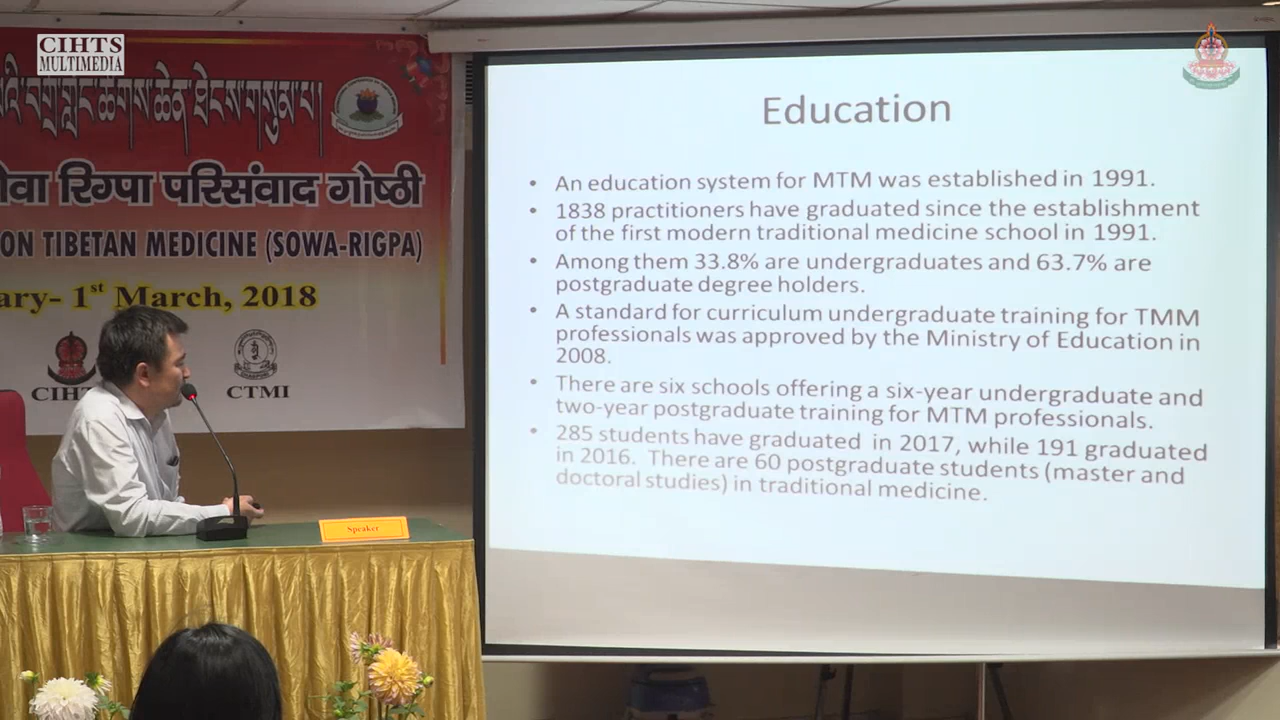 CIHTS
MULTIMEDIA
རིग्पा परिसंवाद गोष्ठी
ON TIBETAN MEDICINE (SOWA-RIGPA)
1st March, 2018
CTMI
Speaker
Education
• An education system for MTM was established in 1991.
• 1838 practitioners have graduated since the establishment
of the first modern traditional medicine school in 1991.
• Among them 33.8% are undergraduates and 63.7% are
postgraduate degree holders.
• A standard for curriculum undergraduate training for TMM
professionals was approved by the Ministry of Education in
2008.
• There are six schools offering a six-year undergraduate and
two-year postgraduate training for MTM professionals.
• 285 students have graduated in 2017, while 191 graduated
in 2016. There are 60 postgraduate students (master and
doctoral studies) in traditional medicine.